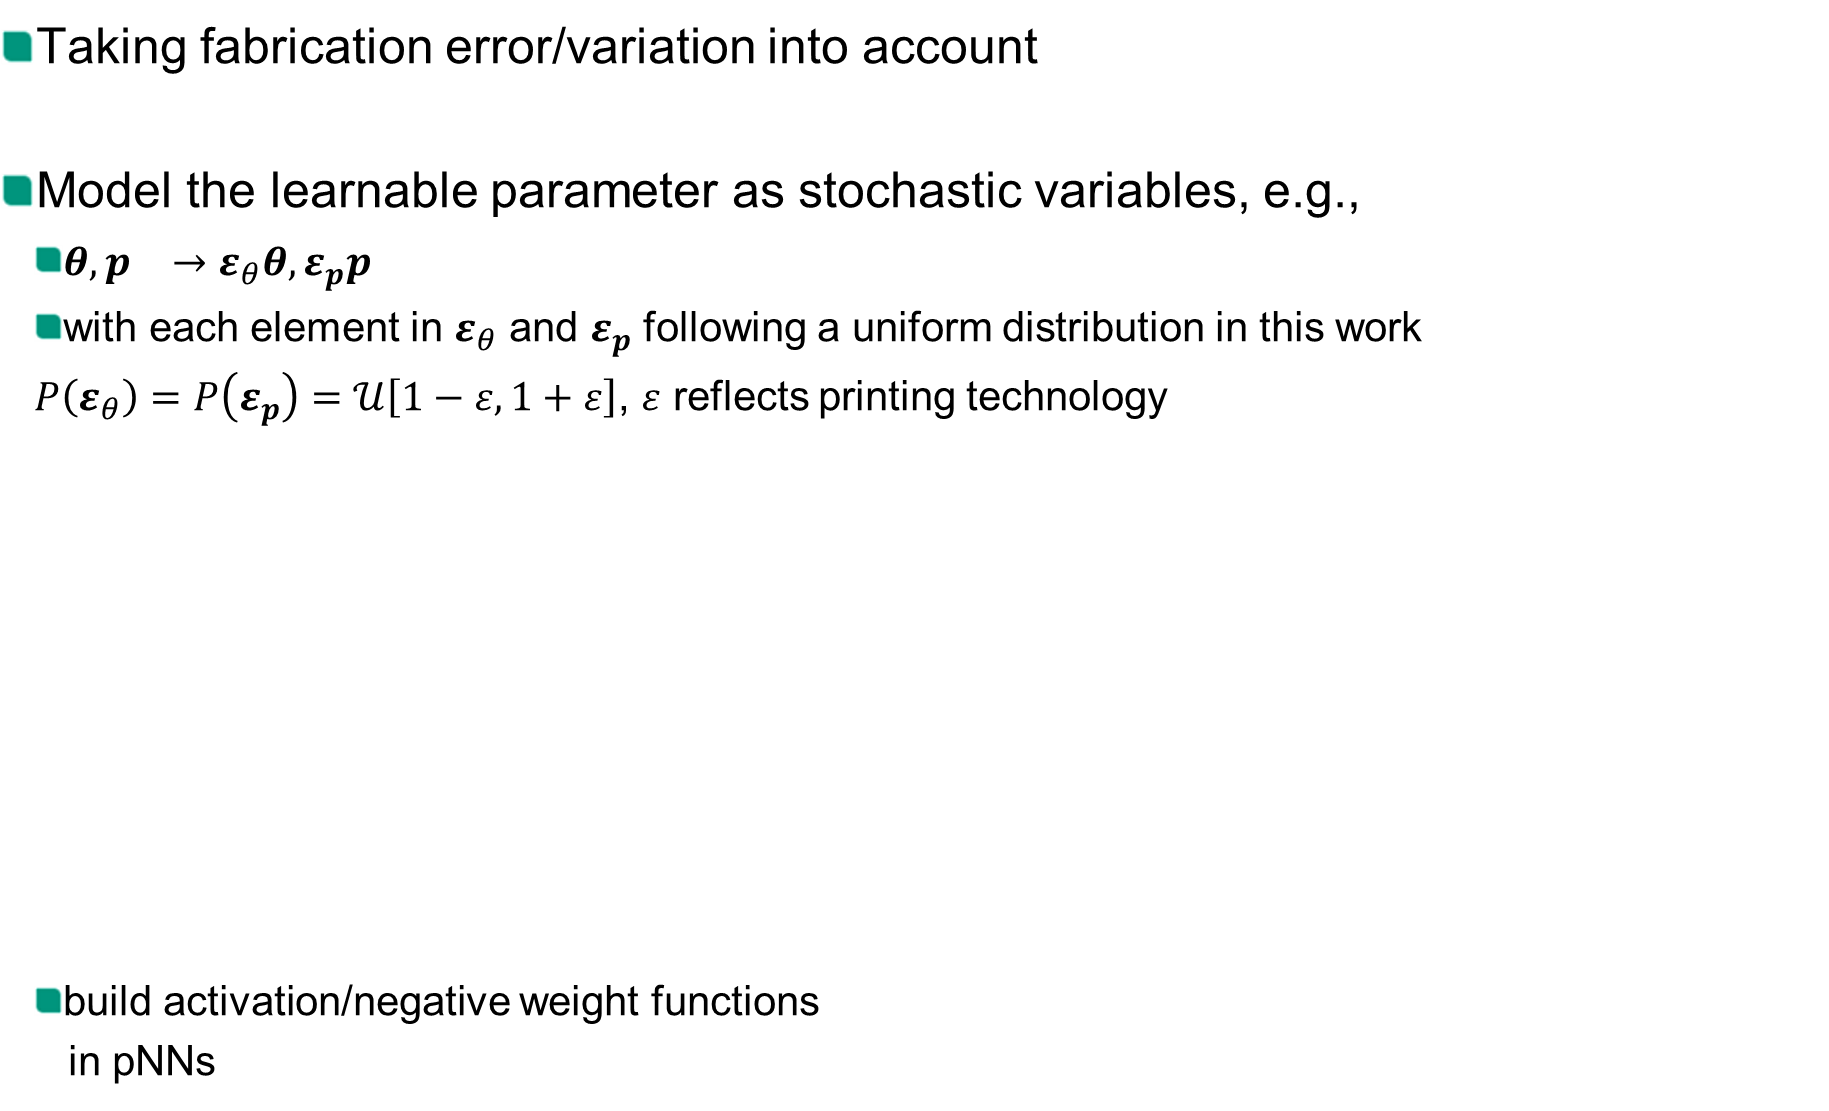 Taking fabrication error/variation into account
Model the learnable parameter as stochastic variables, e.g.,
𝜽, 𝒑 → 𝜺_𝜃𝜽, 𝜺_𝒑𝒑
with each element in 𝜺_𝜃 and 𝜺_𝒑 following a uniform distribution in this work
𝑃(𝜺_𝜃) = 𝑃(𝜺_𝒑) = 𝒰[1 − 𝜀, 1 + 𝜀], 𝜀 reflects printing technology
build activation/negative weight functions
in pNNs